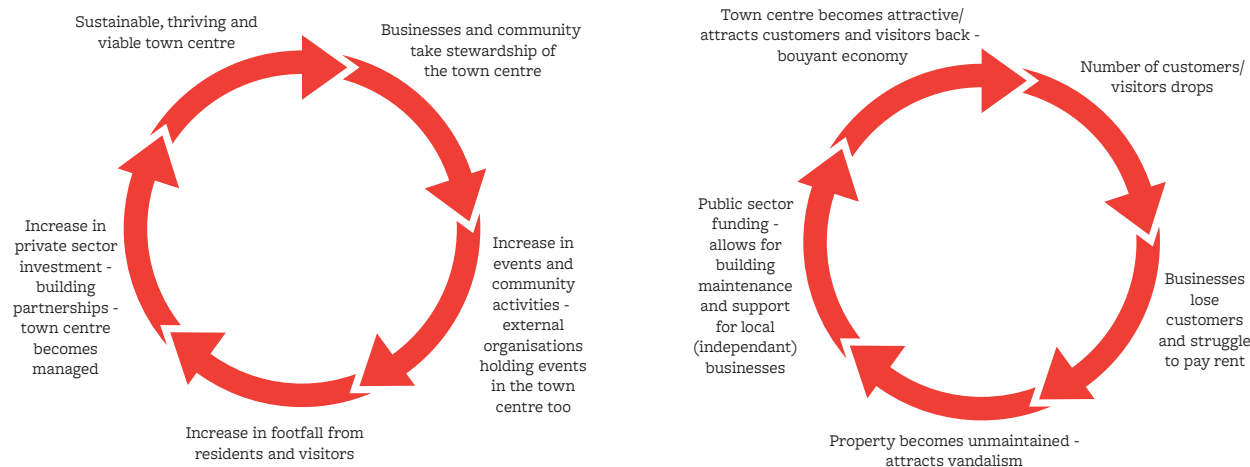 Sustainable, thriving and
viable town centre
Businesses and community
take stewardship of
the town centre
Increase in
events and
community
activities -
external
organisations
holding events
in the town
centre too
Increase in footfall from
residents and visitors
Increase in
private sector
investment -
building
partnerships -
town centre
becomes
managed
Town centre becomes attractive/
attracts customers and visitors back -
bouyant economy
Number of customers/
visitors drops
Businesses
lose
customers
and struggle
to pay rent
Property becomes unmaintained -
attracts vandalism
Public sector
funding -
allows for
building
maintenance
and support
for local
(independant)
businesses